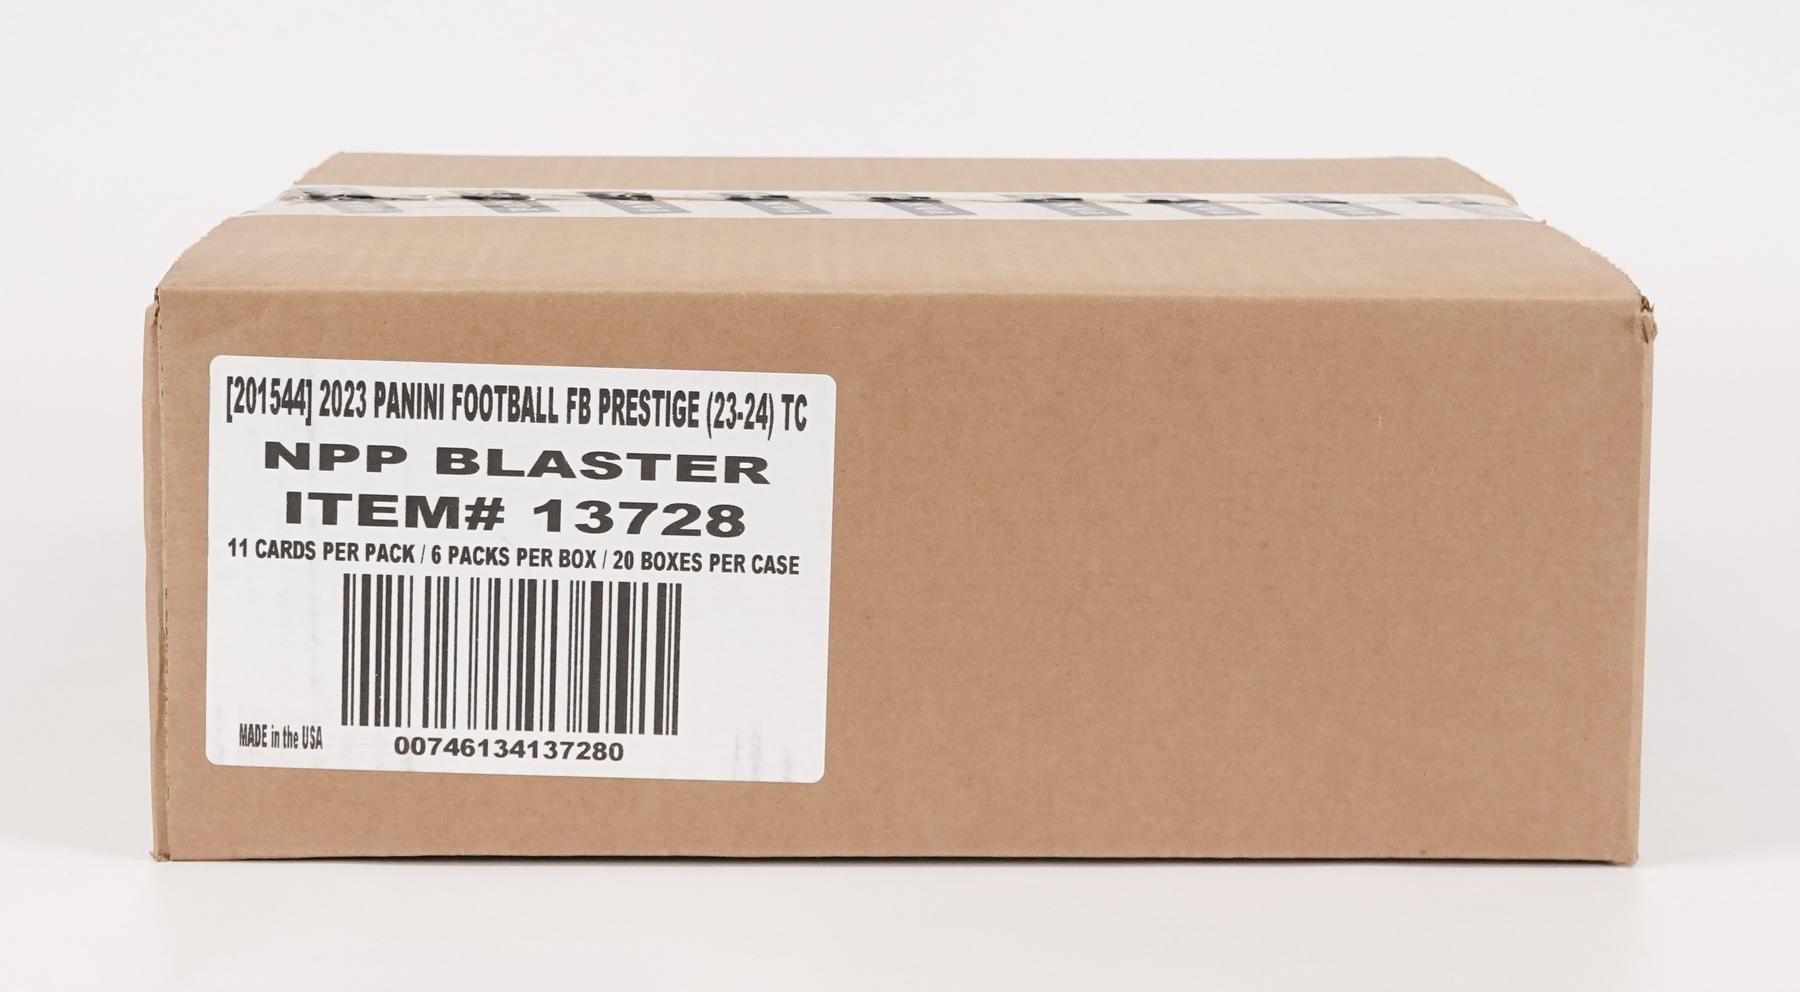 [201544] 2023 PANINI FOOTBALL FB PRESTIGE (23-24) TC
NPP BLASTER
ITEM# 13728
11 CARDS PER PACK / 6 PACKS PER BOX / 20 BOXES PER CASE
MADE in the USA
00746134137280